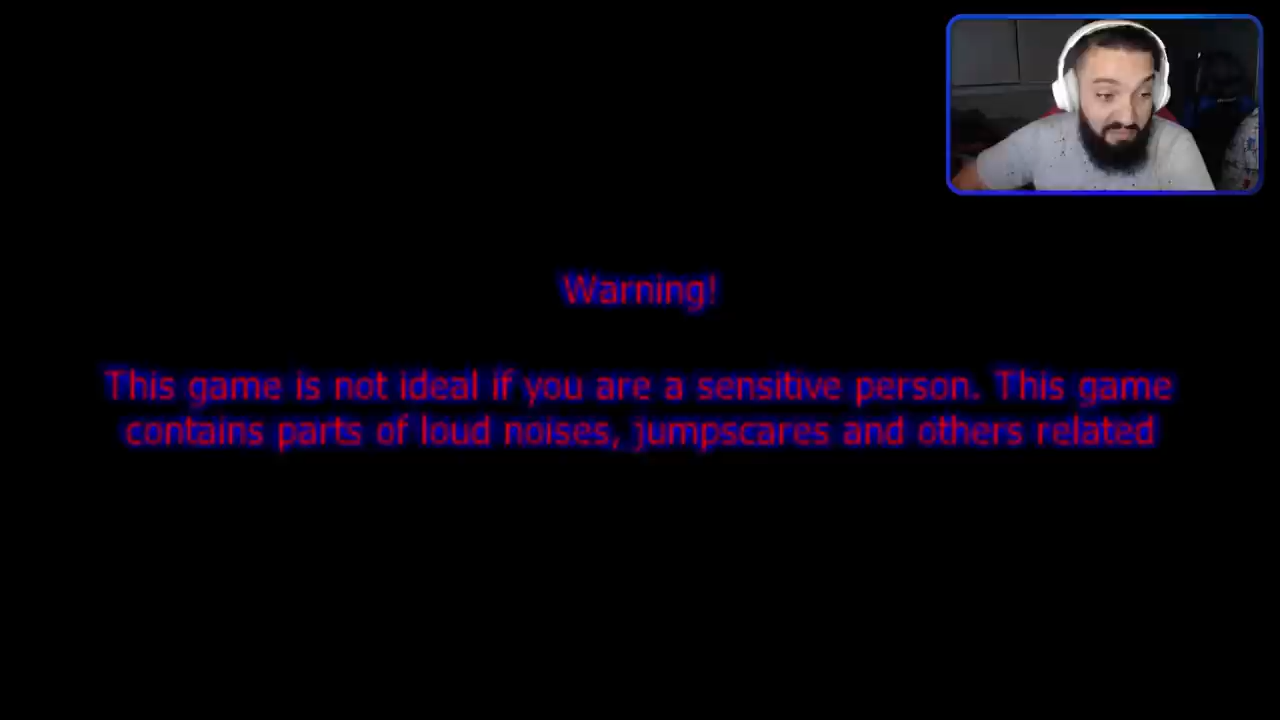 Warning!
This game is not ideal if you are a sensitive person. This game
contains parts of loud noises, jumpscares and others related